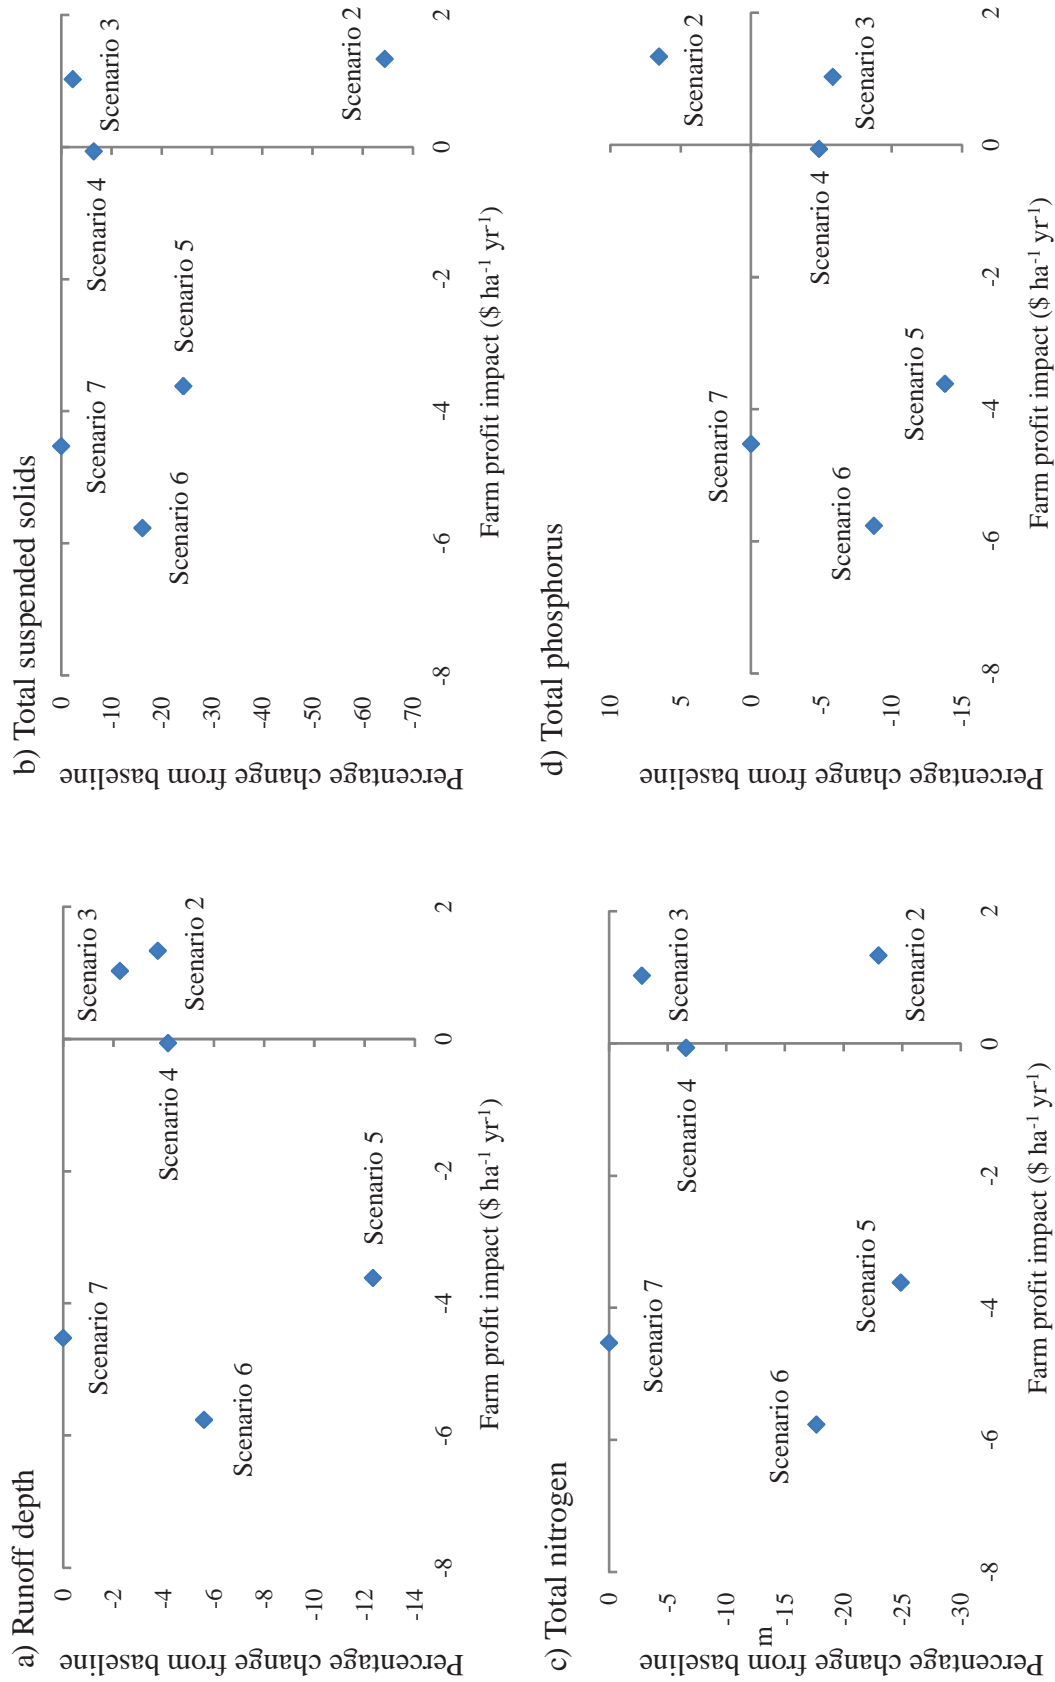 a) Runoff depth
Percentage change from baseline
0
-2
-4
-6
-8
-10
-12
-14
-8
-6
-4
-2
0
2
Scenario 7
Scenario 3
Scenario 2
Scenario 4
Scenario 6
Scenario 5
Farm profit impact ($ ha-1 yr-1)
b) Total suspended solids
Percentage change from baseline
0
-10
-20
-30
-40
-50
-60
-70
-8
-6
-4
-2
0
2
Scenario 7
Scenario 4
Scenario 3
Scenario 6
Scenario 5
Scenario 2
Farm profit impact ($ ha-1 yr-1)
c) Total nitrogen
Percentage change from baseline
m
0
-5
-10
-15
-20
-25
-30
-8
-6
-4
-2
0
2
Scenario 7
Scenario 3
Scenario 4
Scenario 6
Scenario 5
Scenario 2
Farm profit impact ($ ha-1 yr-1)
d) Total phosphorus
Percentage change from baseline
10
5
0
-5
-10
-15
-8
-6
-4
-2
0
2
Scenario 2
Scenario 7
Scenario 4
Scenario 3
Scenario 6
Scenario 5
Farm profit impact ($ ha-1 yr-1)